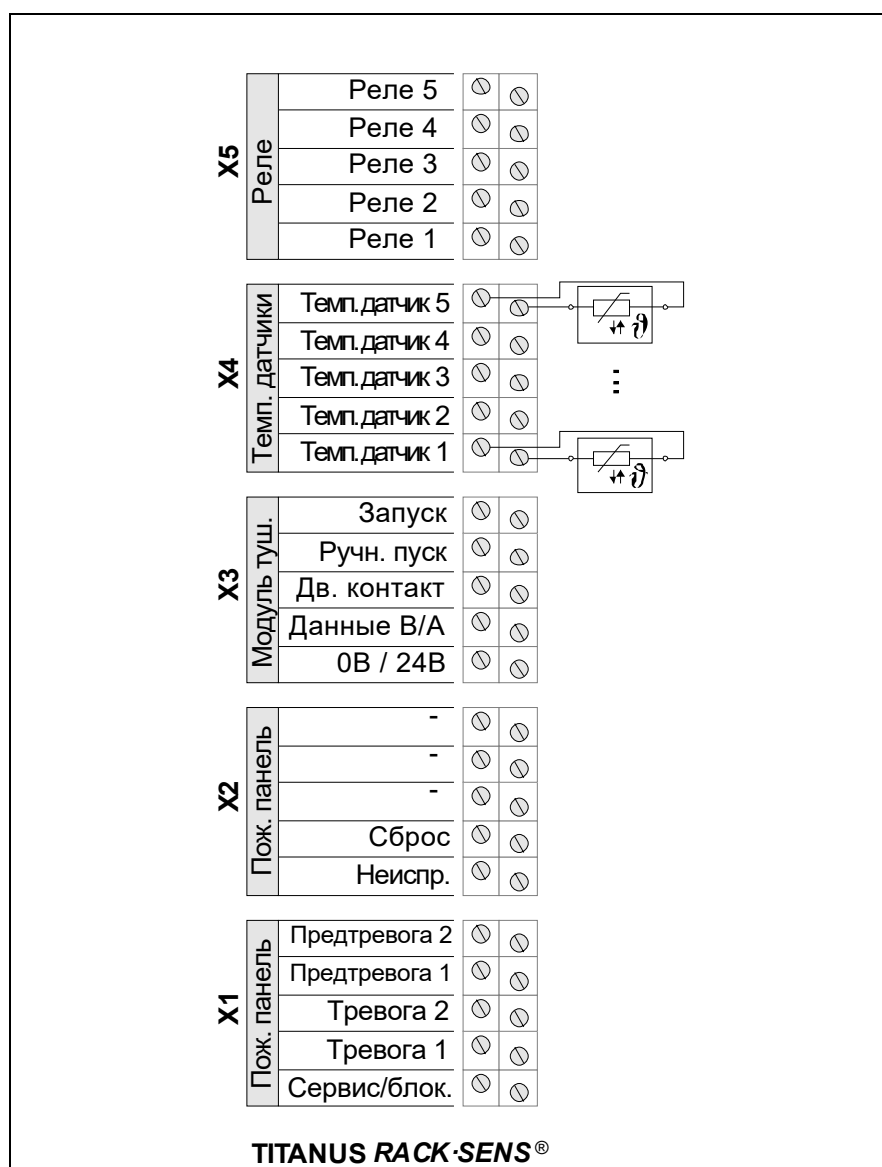 X5
Реле
Реле 5
Реле 4
Реле 3
Реле 2
Реле 1
X4
Темп. датчики
Темп.датчик 5
Темп.датчик 4
Темп.датчик 3
Темп.датчик 2
Темп.датчик 1
ϑ
...
ϑ
X3
Модуль туш.
Запуск
Ручн. пуск
Дв. контакт
Данные B/A
0В / 24В
X2
Пож. панель
-
-
-
Сброс
Неиспр.
X1
Пож. панель
Предтревога 2
Предтревога 1
Тревога 2
Тревога 1
Сервис/блок.
TITANUS RACK·SENS®